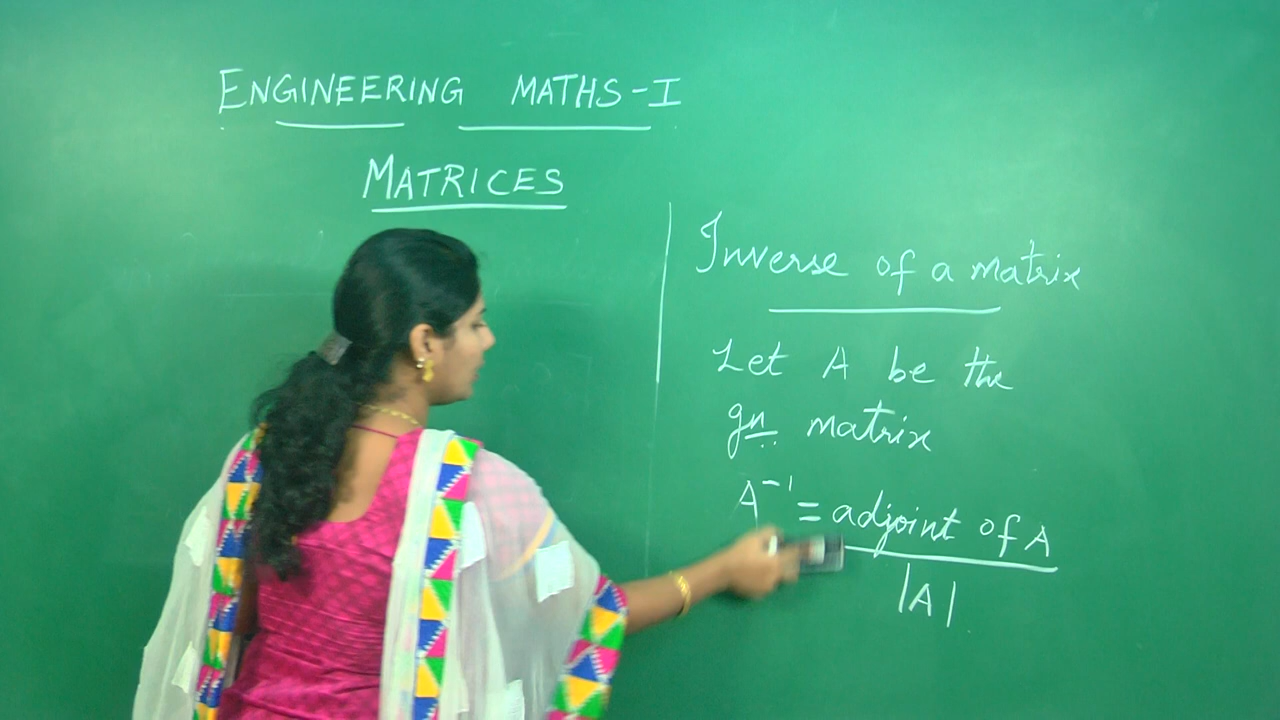 ENGINEERING MATHS-I
MATRICES
Inverse of a matrix
Let A be the
gn matrix
A⁻¹ = adjoint of A
|A|